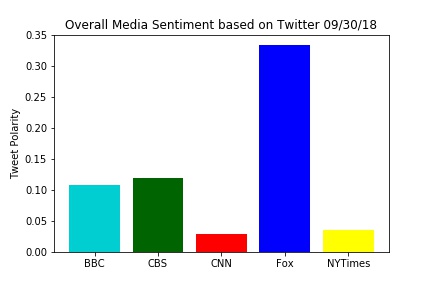 Overall Media Sentiment based on Twitter 09/30/18
Tweet Polarity
0.35
0.30
0.25
0.20
0.15
0.10
0.05
0.00
BBC CBS CNN Fox NYTimes